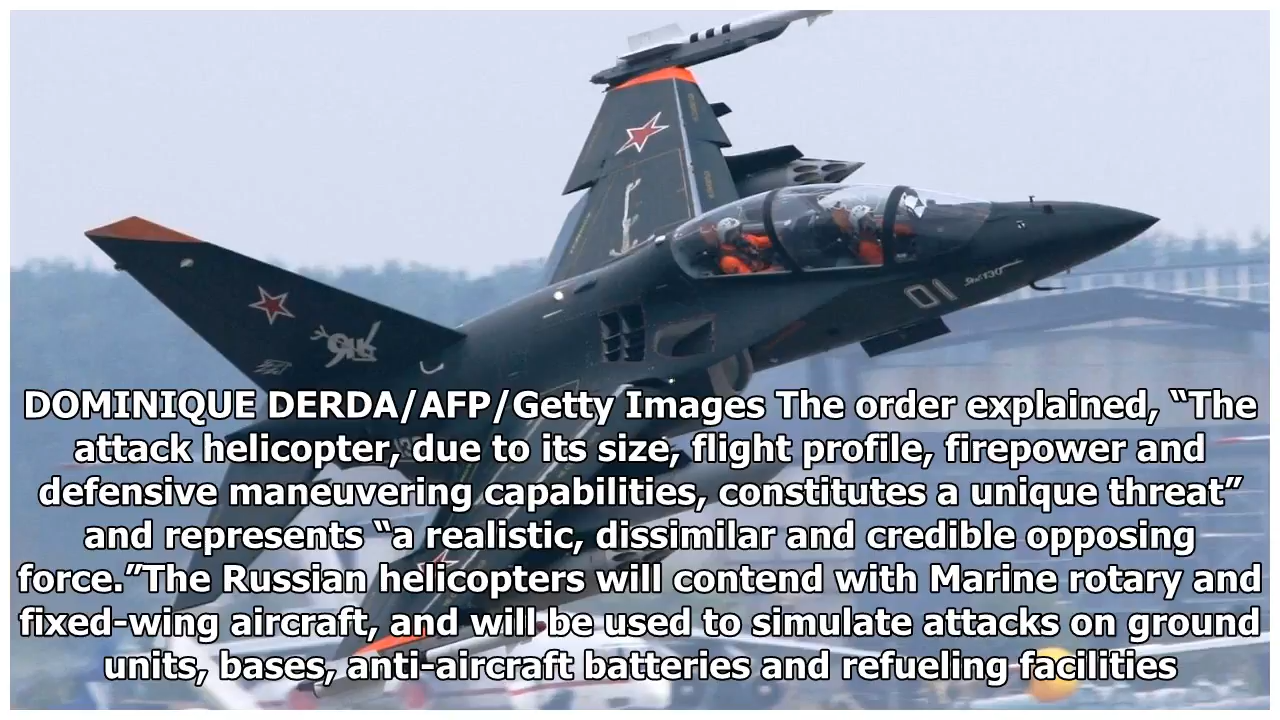 01
DOMINIQUE DERDA/AFP/Getty Images The order explained, “The
attack helicopter, due to its size, flight profile, firepower and
defensive maneuvering capabilities, constitutes a unique threat”
and represents “a realistic, dissimilar and credible opposing
force.”The Russian helicopters will contend with Marine rotary and
fixed-wing aircraft, and will be used to simulate attacks on ground
units, bases, anti-aircraft batteries and refueling facilities